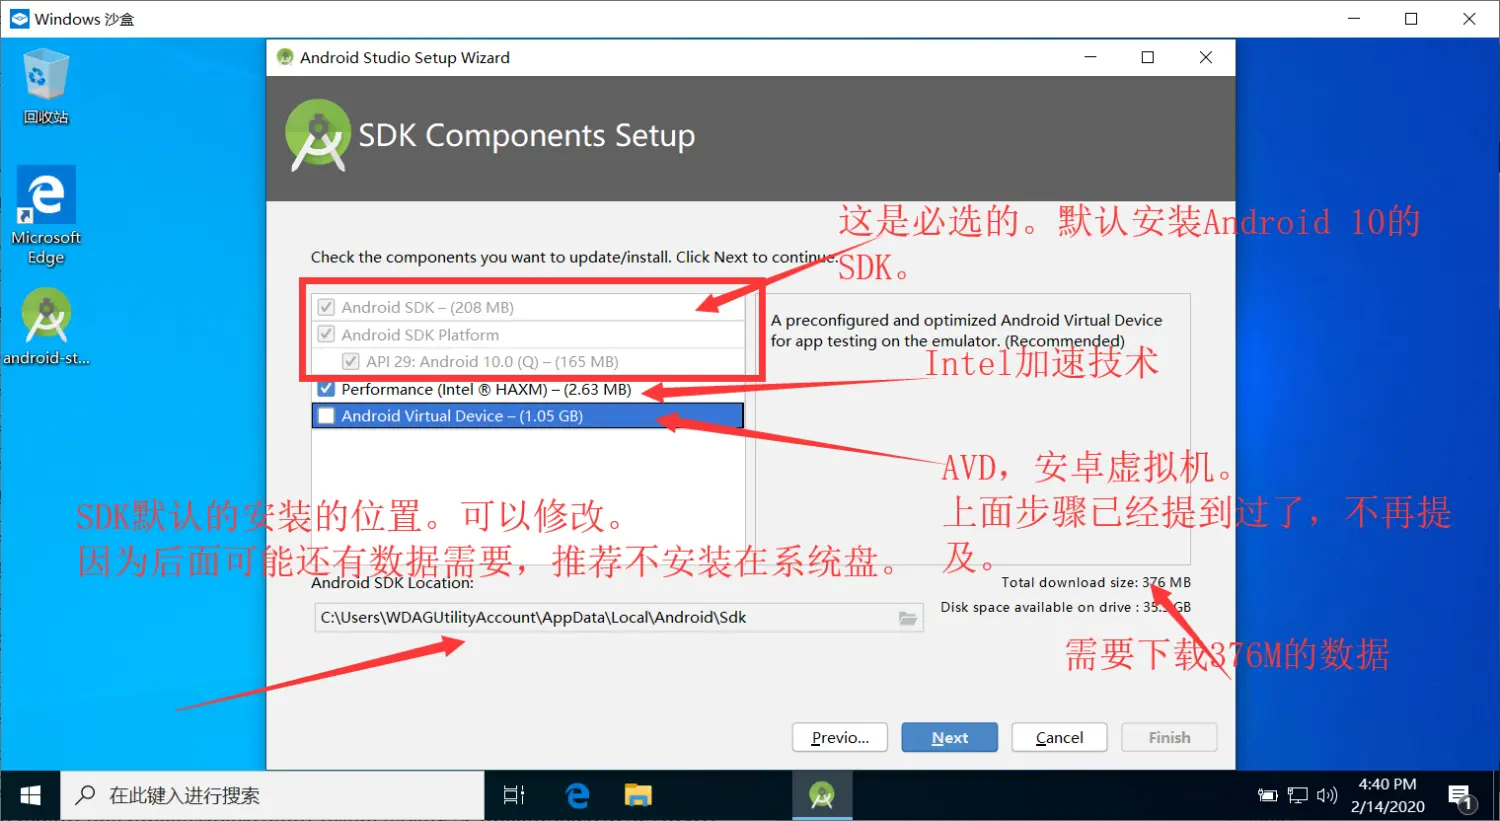 Windows 沙盒
Android Studio Setup Wizard
回收站
SDK Components Setup
Microsoft
Edge
这是必选的。默认安装Android 10的
SDK。
Check the components you want to update/install. Click Next to continue.
Android SDK – (208 MB)
Android SDK Platform
API 29: Android 10.0 (Q) – (165 MB)
Performance (Intel ® HAXM) – (2.63 MB)
Android Virtual Device – (1.05 GB)
A preconfigured and optimized Android Virtual Device
for app testing on the emulator. (Recommended)
android-st...
Intel加速技术
AVD，安卓虚拟机。
上面步骤已经提到过了，不再提
及。
SDK默认的安装的位置。可以修改。
因为后面可能还有数据需要，推荐不安装在系统盘。
Android SDK Location:
Total download size: 376 MB
Disk space available on drive : 35.5 GB
C:\Users\WDAGUtilityAccount\AppData\Local\Android\Sdk
需要下载376M的数据
Previo...
Next
Cancel
Finish
在此键入进行搜索
4:40 PM
2/14/2020
1